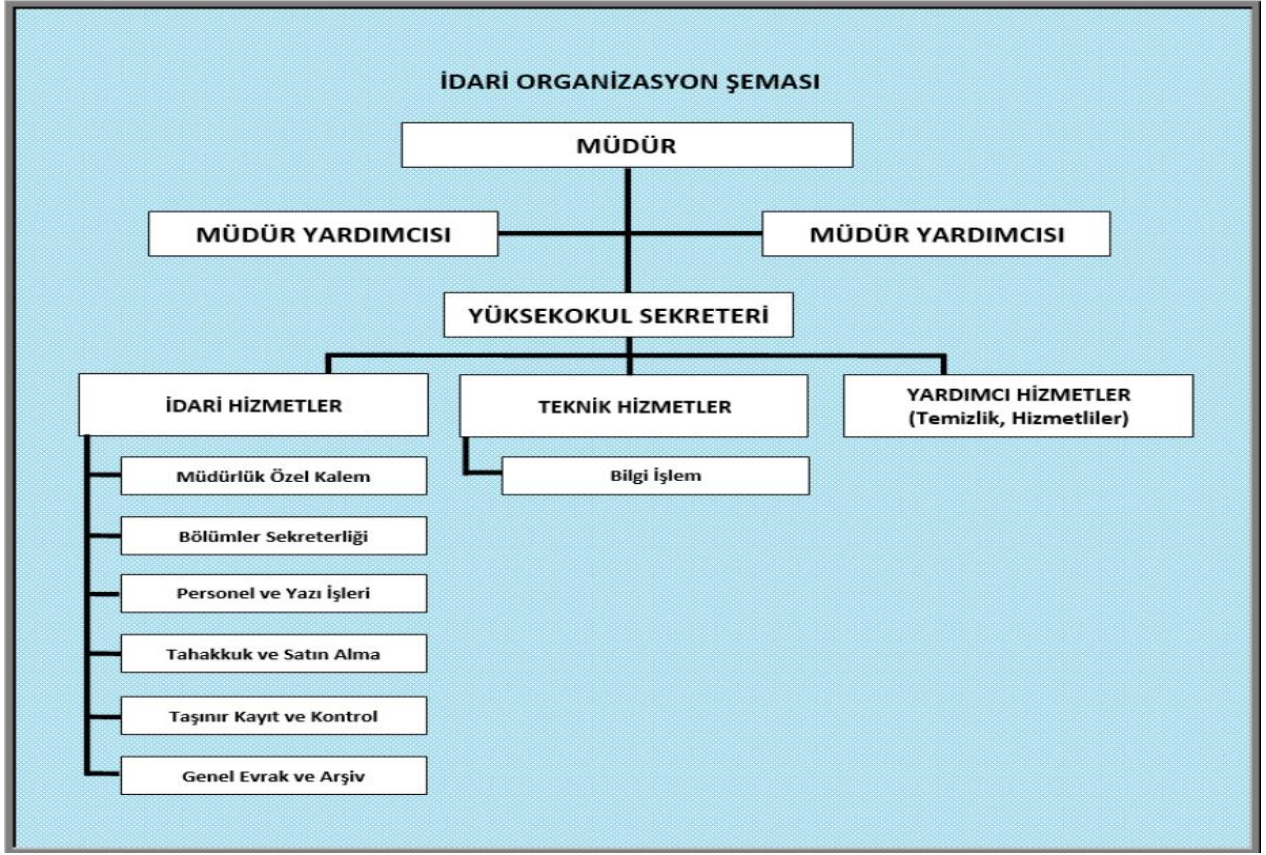 İDARİ ORGANİZASYON ŞEMASI
MÜDÜR
MÜDÜR YARDIMCISI
MÜDÜR YARDIMCISI
YÜKSEKOKUL SEKRETERİ
İDARİ HİZMETLER
TEKNİK HİZMETLER
YARDIMCI HİZMETLER
(Temizlik, Hizmetliler)
Müdürlük Özel Kalem
Bilgi İşlem
Bölümler Sekreterliği
Personel ve Yazı İşleri
Tahakkuk ve Satın Alma
Taşınır Kayıt ve Kontrol
Genel Evrak ve Arşiv